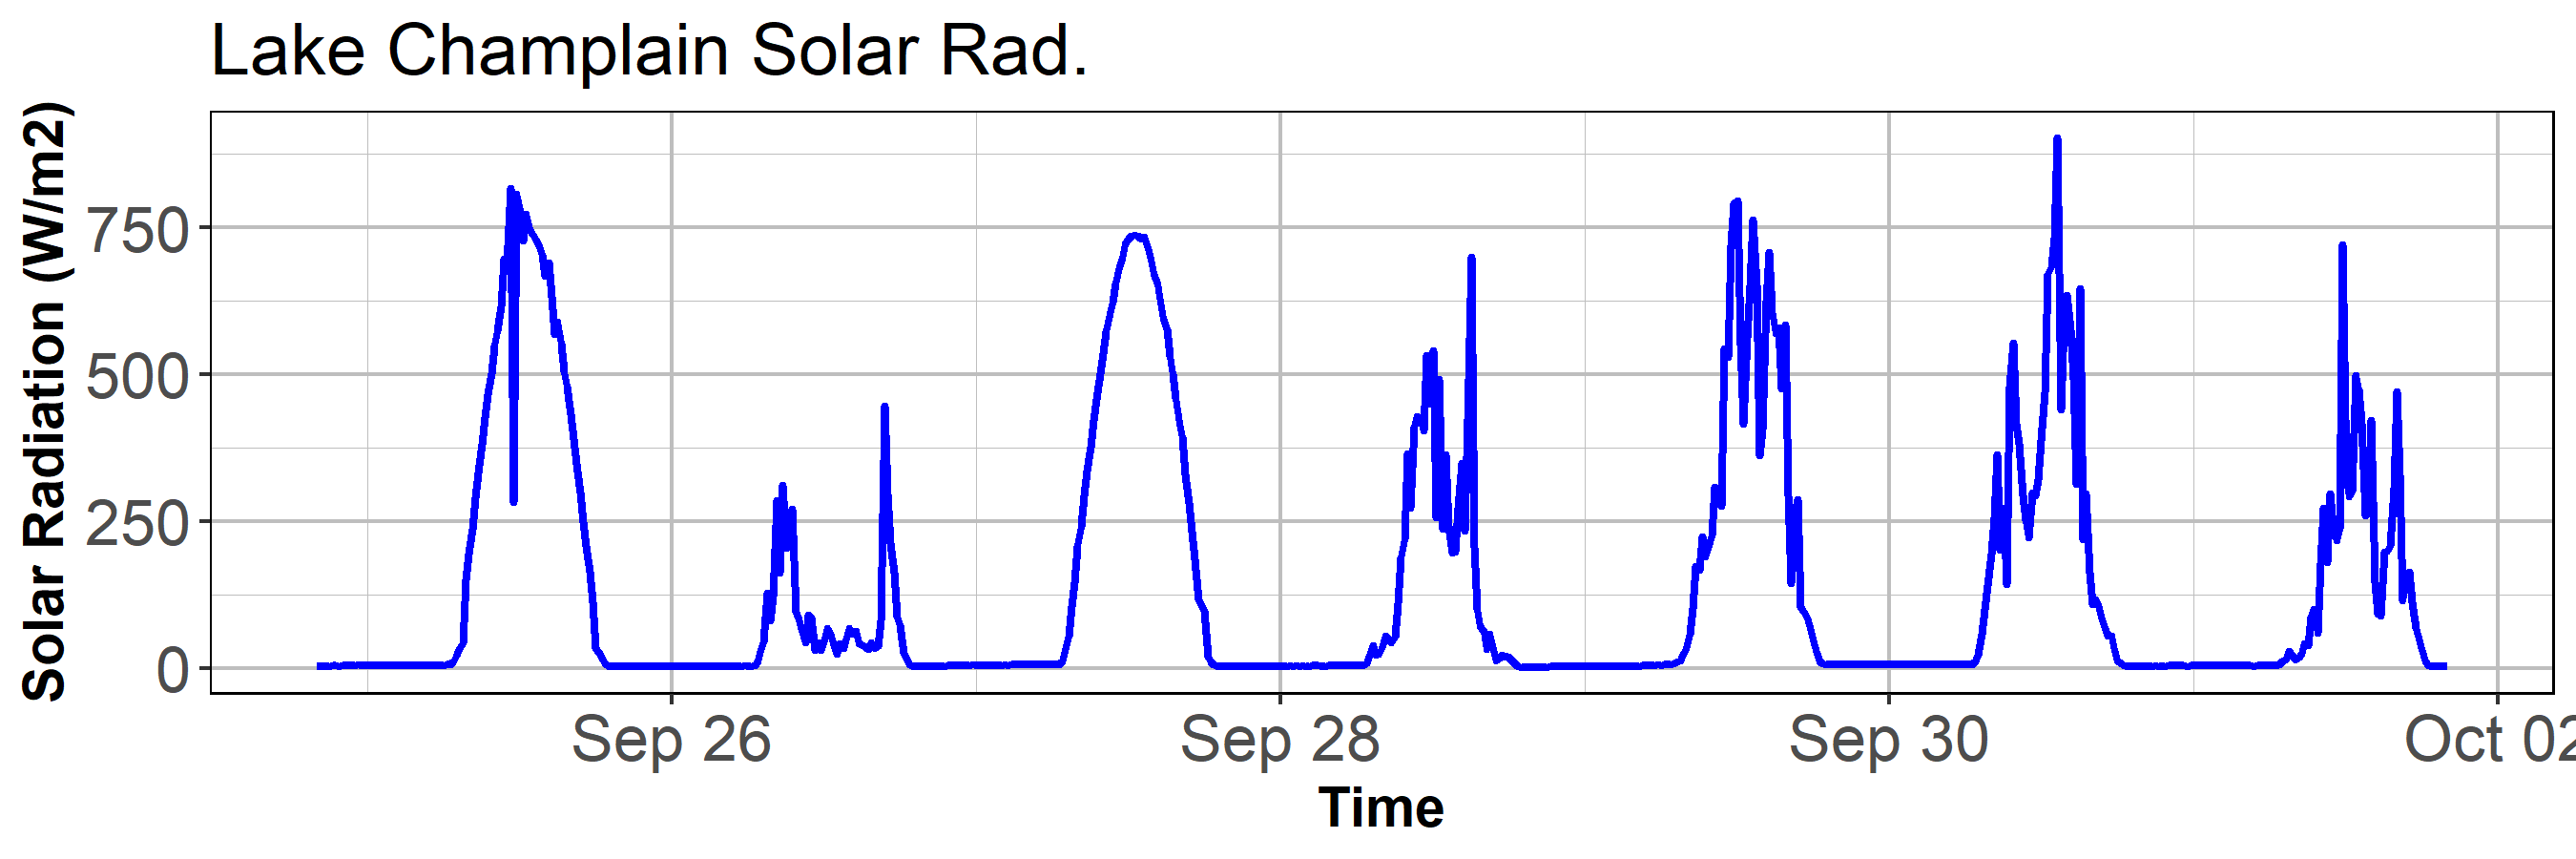 Lake Champlain Solar Rad.
Solar Radiation (W/m2)
750
500
250
0
Sep 26 Sep 28 Sep 30 Oct 02
Time